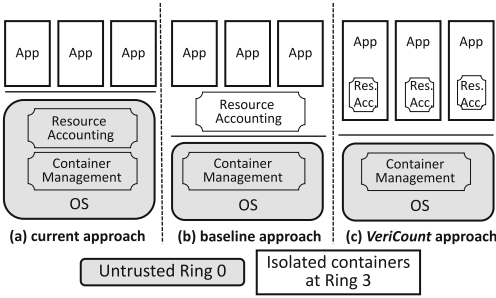 App App App
Resource
Accounting
Container
Management
OS
(a) current approach
App App App
Resource
Accounting
Container
Management
OS
(b) baseline approach
App App App
Res. Res. Res.
Acc. Acc. Acc.
Container
Management
OS
(c) VeriCount approach
Untrusted Ring 0
Isolated containers
at Ring 3